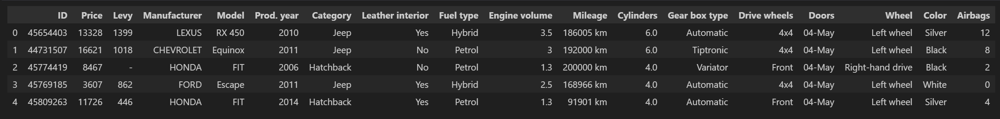 ID Price Levy Manufacturer Model Prod. year Category Leather interior Fuel type Engine volume Mileage Cylinders Gear box type Drive wheels Doors Wheel Color Airbags
0 45654403 13328 1399 LEXUS RX 450 2010 Jeep Yes Hybrid 3.5 186005 km 6.0 Automatic 4x4 04-May Left wheel Silver 12
1 44731507 16621 1018 CHEVROLET Equinox 2011 Jeep No Petrol 3 192000 km 6.0 Tiptronic 4x4 04-May Left wheel Black 8
2 45774419 8467 - HONDA FIT 2006 Hatchback No Petrol 1.3 200000 km 4.0 Variator Front 04-May Right-hand drive Black 2
3 45769185 3607 862 FORD Escape 2011 Jeep Yes Hybrid 2.5 168966 km 4.0 Automatic 4x4 04-May Left wheel White 0
4 45809263 11726 446 HONDA FIT 2014 Hatchback Yes Petrol 1.3 91901 km 4.0 Automatic Front 04-May Left wheel Silver 4